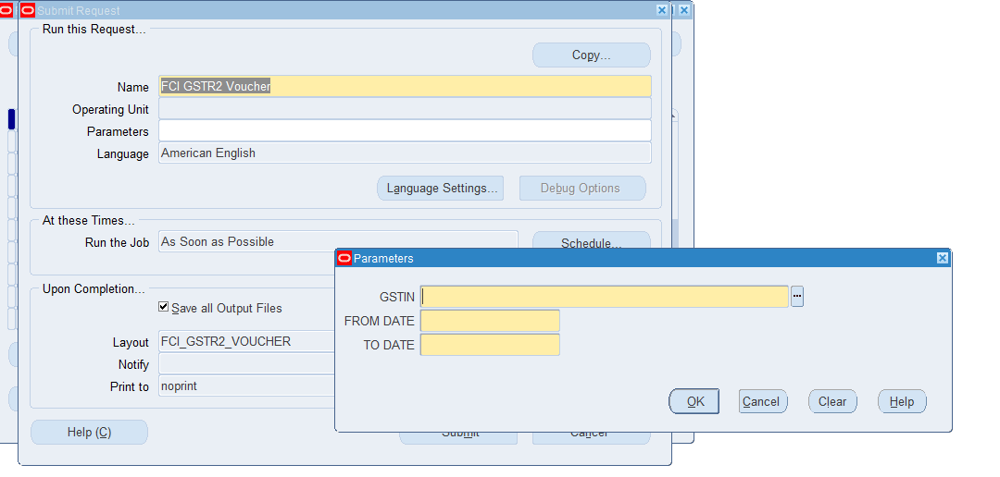 Submit Request
Run this Request...
Copy...
Name FCI GSTR2 Voucher
Operating Unit
Parameters
Language American English
Language Settings... Debug Options
At these Times...
Run the Job As Soon as Possible Schedule...
Upon Completion...
Save all Output Files
Layout FCI_GSTR2_VOUCHER
Notify
Print to noprint
Help (C) Submit Cancel
Parameters
GSTIN ...
FROM DATE
TO DATE
OK Cancel Clear Help